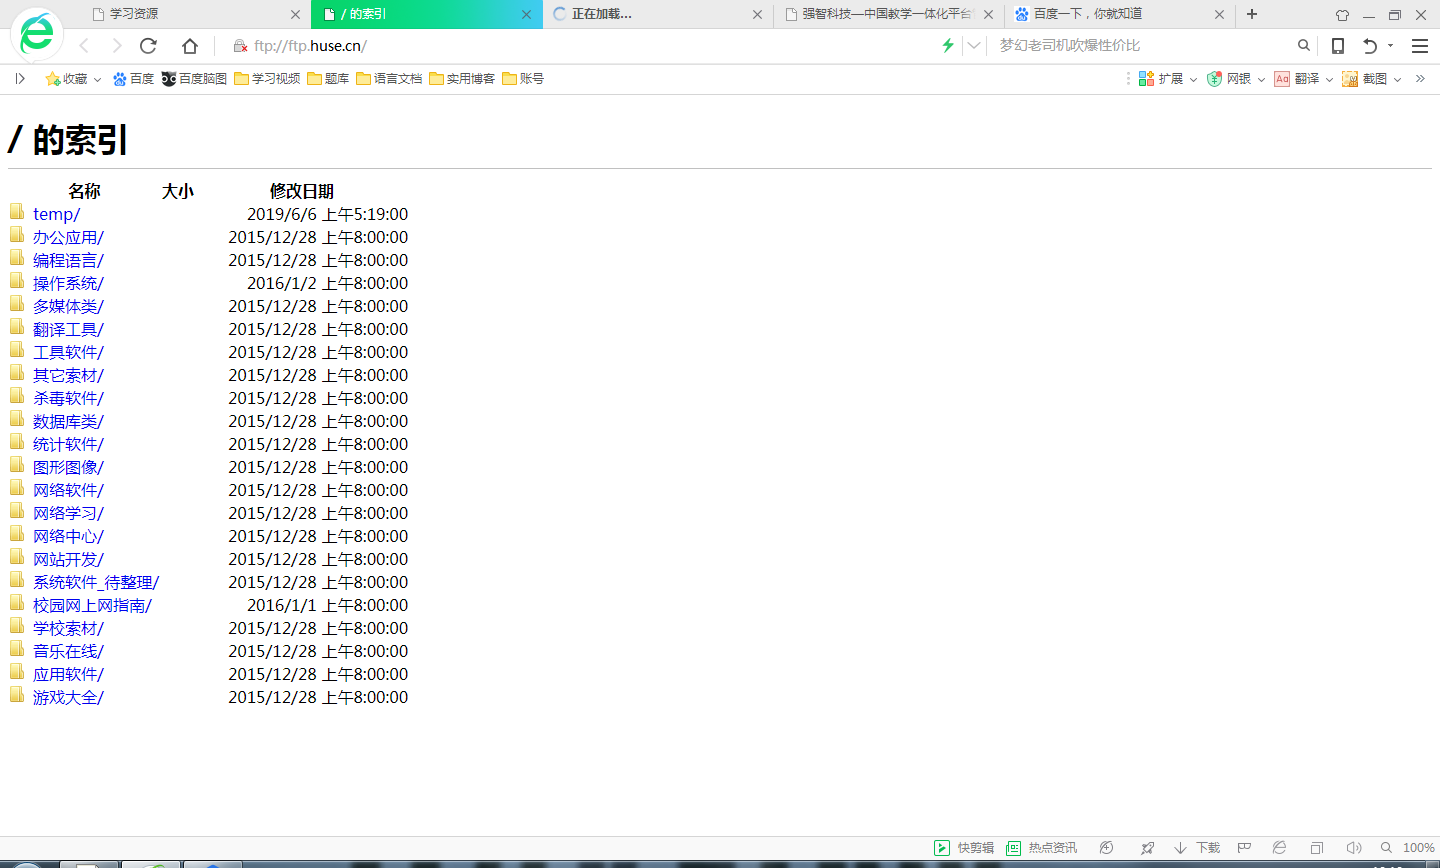 学习资源
/ 的索引
正在加载...
强智科技—中国教学一体化平台
百度一下，你就知道
ftp://ftp.huse.cn/
梦幻老司机吹爆性价比
收藏 百度 百度脑图 学习视频 题库 语言文档 实用博客 账号
扩展 网银 Aa 翻译 截图
/ 的索引
名称 大小 修改日期
temp/ 2019/6/6 上午5:19:00
办公应用/ 2015/12/28 上午8:00:00
编程语言/ 2015/12/28 上午8:00:00
操作系统/ 2016/1/2 上午8:00:00
多媒体类/ 2015/12/28 上午8:00:00
翻译工具/ 2015/12/28 上午8:00:00
工具软件/ 2015/12/28 上午8:00:00
其它索材/ 2015/12/28 上午8:00:00
杀毒软件/ 2015/12/28 上午8:00:00
数据库类/ 2015/12/28 上午8:00:00
统计软件/ 2015/12/28 上午8:00:00
图形图像/ 2015/12/28 上午8:00:00
网络软件/ 2015/12/28 上午8:00:00
网络学习/ 2015/12/28 上午8:00:00
网络中心/ 2015/12/28 上午8:00:00
网站开发/ 2015/12/28 上午8:00:00
系统软件_待整理/ 2015/12/28 上午8:00:00
校园网上网指南/ 2016/1/1 上午8:00:00
学校索材/ 2015/12/28 上午8:00:00
音乐在线/ 2015/12/28 上午8:00:00
应用软件/ 2015/12/28 上午8:00:00
游戏大全/ 2015/12/28 上午8:00:00
快剪辑 热点资讯 下载 100%